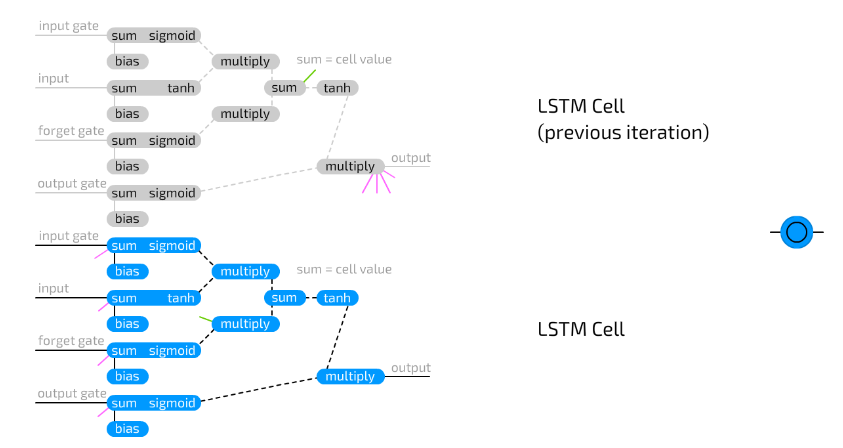 input gate
sum sigmoid
bias
multiply
sum = cell value
input
sum tanh
sum
tanh
bias
multiply
forget gate
sum sigmoid
bias
multiply
output
output gate
sum sigmoid
bias
LSTM Cell
(previous iteration)
input gate
sum sigmoid
bias
multiply
sum = cell value
input
sum tanh
sum
tanh
bias
multiply
forget gate
sum sigmoid
bias
multiply
output
output gate
sum sigmoid
bias
LSTM Cell